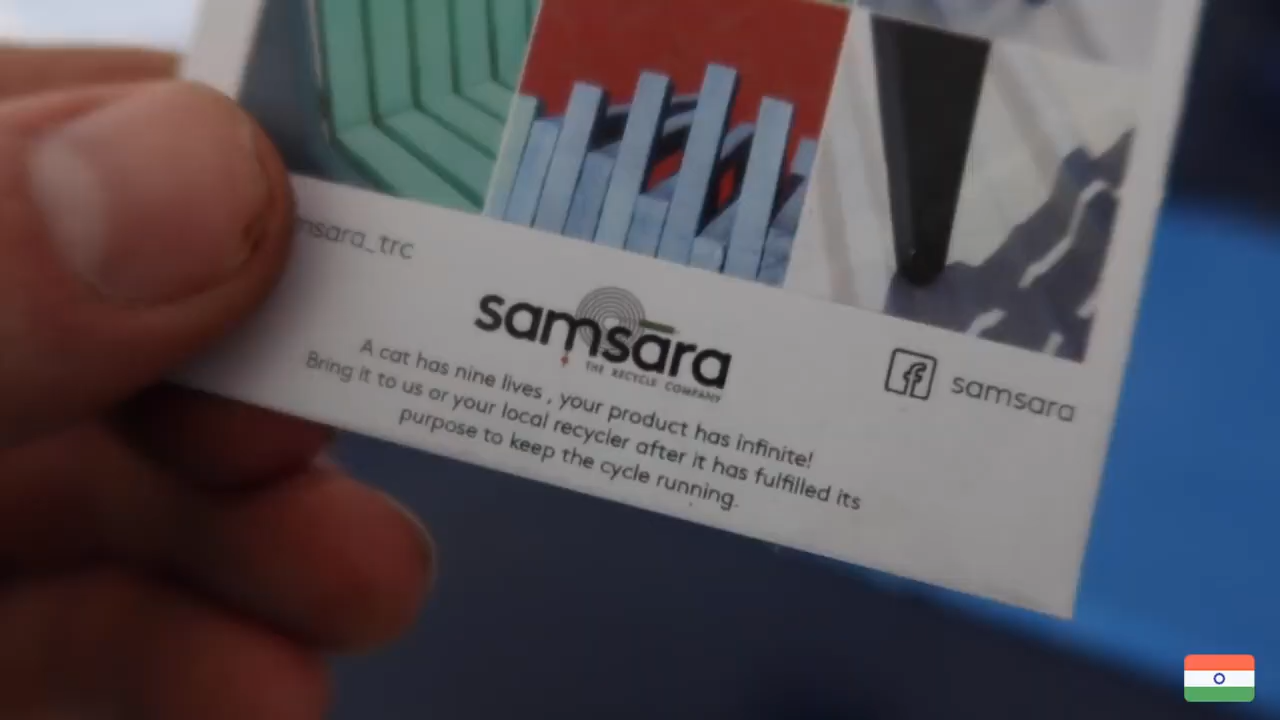 nsara_trc
samsara
THE RECYCLE COMPANY
samsara
A cat has nine lives , your product has infinite!
Bring it to us or your local recycler after it has fulfilled its
purpose to keep the cycle running.